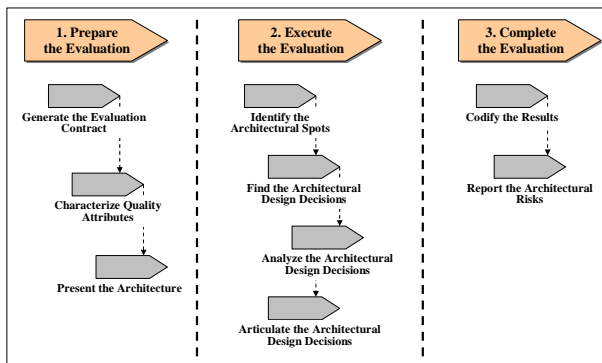 1. Prepare
the Evaluation
Generate the Evaluation
Contract
Characterize Quality
Attributes
Present the Architecture
2. Execute
the Evaluation
Identify the
Architectural Spots
Find the Architectural
Design Decisions
Analyze the Architectural
Design Decisions
Articulate the Architectural
Design Decisions
3. Complete
the Evaluation
Codify the Results
Report the Architectural
Risks